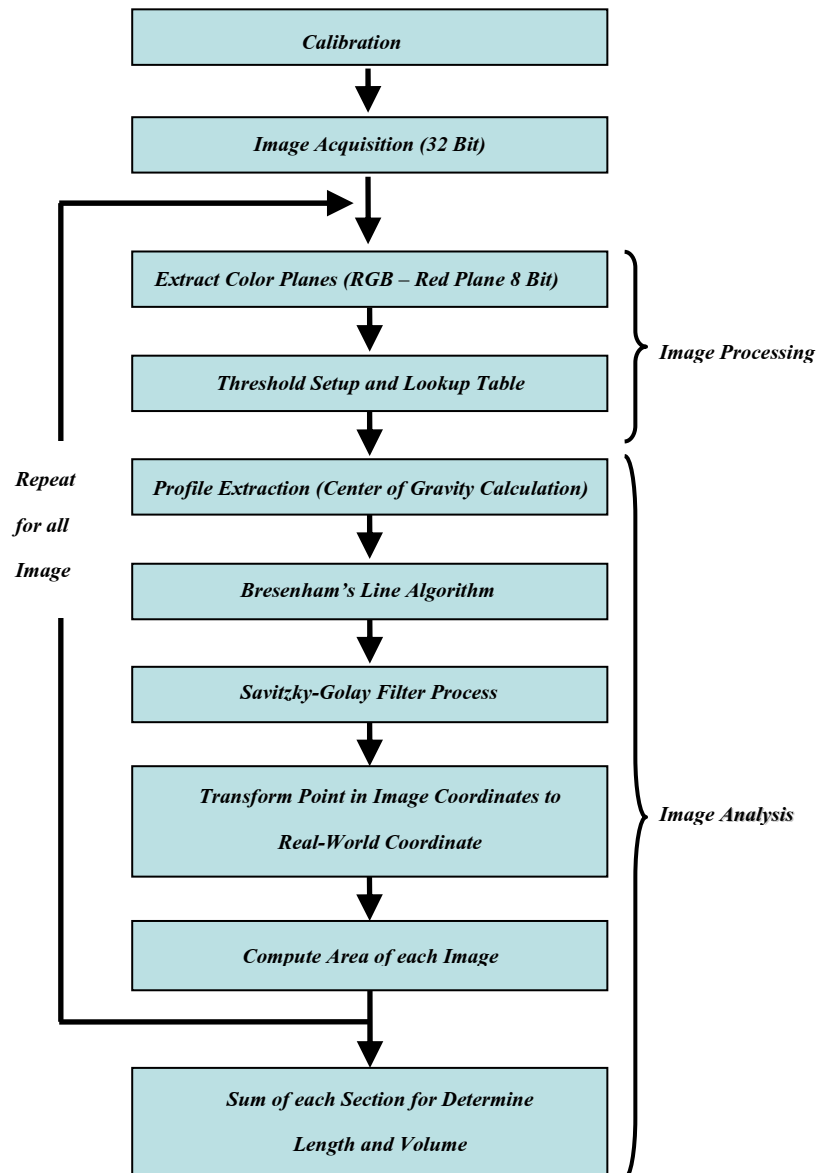 Calibration
Image Acquisition (32 Bit)
Extract Color Planes (RGB – Red Plane 8 Bit)
Image Processing
Threshold Setup and Lookup Table
Repeat
for all
Image
Profile Extraction (Center of Gravity Calculation)
Bresenham's Line Algorithm
Savitzky-Golay Filter Process
Transform Point in Image Coordinates to
Real-World Coordinate
Image Analysis
Compute Area of each Image
Sum of each Section for Determine
Length and Volume